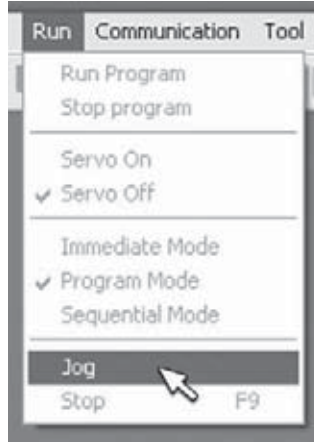 Run Communication Tool
Run Program
Stop program
Servo On
Servo Off
Immediate Mode
Program Mode
Sequential Mode
Jog
Stop F9